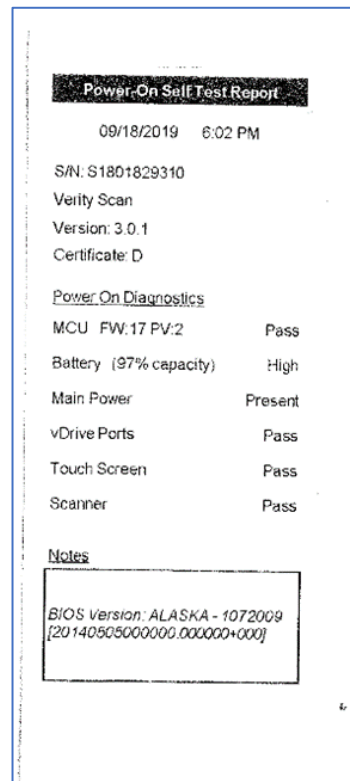 Power-On Self Test Report
09/18/2019 6:02 PM
S/N: S1801829310
Verity Scan
Version: 3.0.1
Certificate: D
Power On Diagnostics
MCU FW:17 PV:2 Pass
Battery (97% capacity) High
Main Power Present
vDrive Ports Pass
Touch Screen Pass
Scanner Pass
Notes
BIOS Version: ALASKA - 1072009
[20140505000000.000000+000]